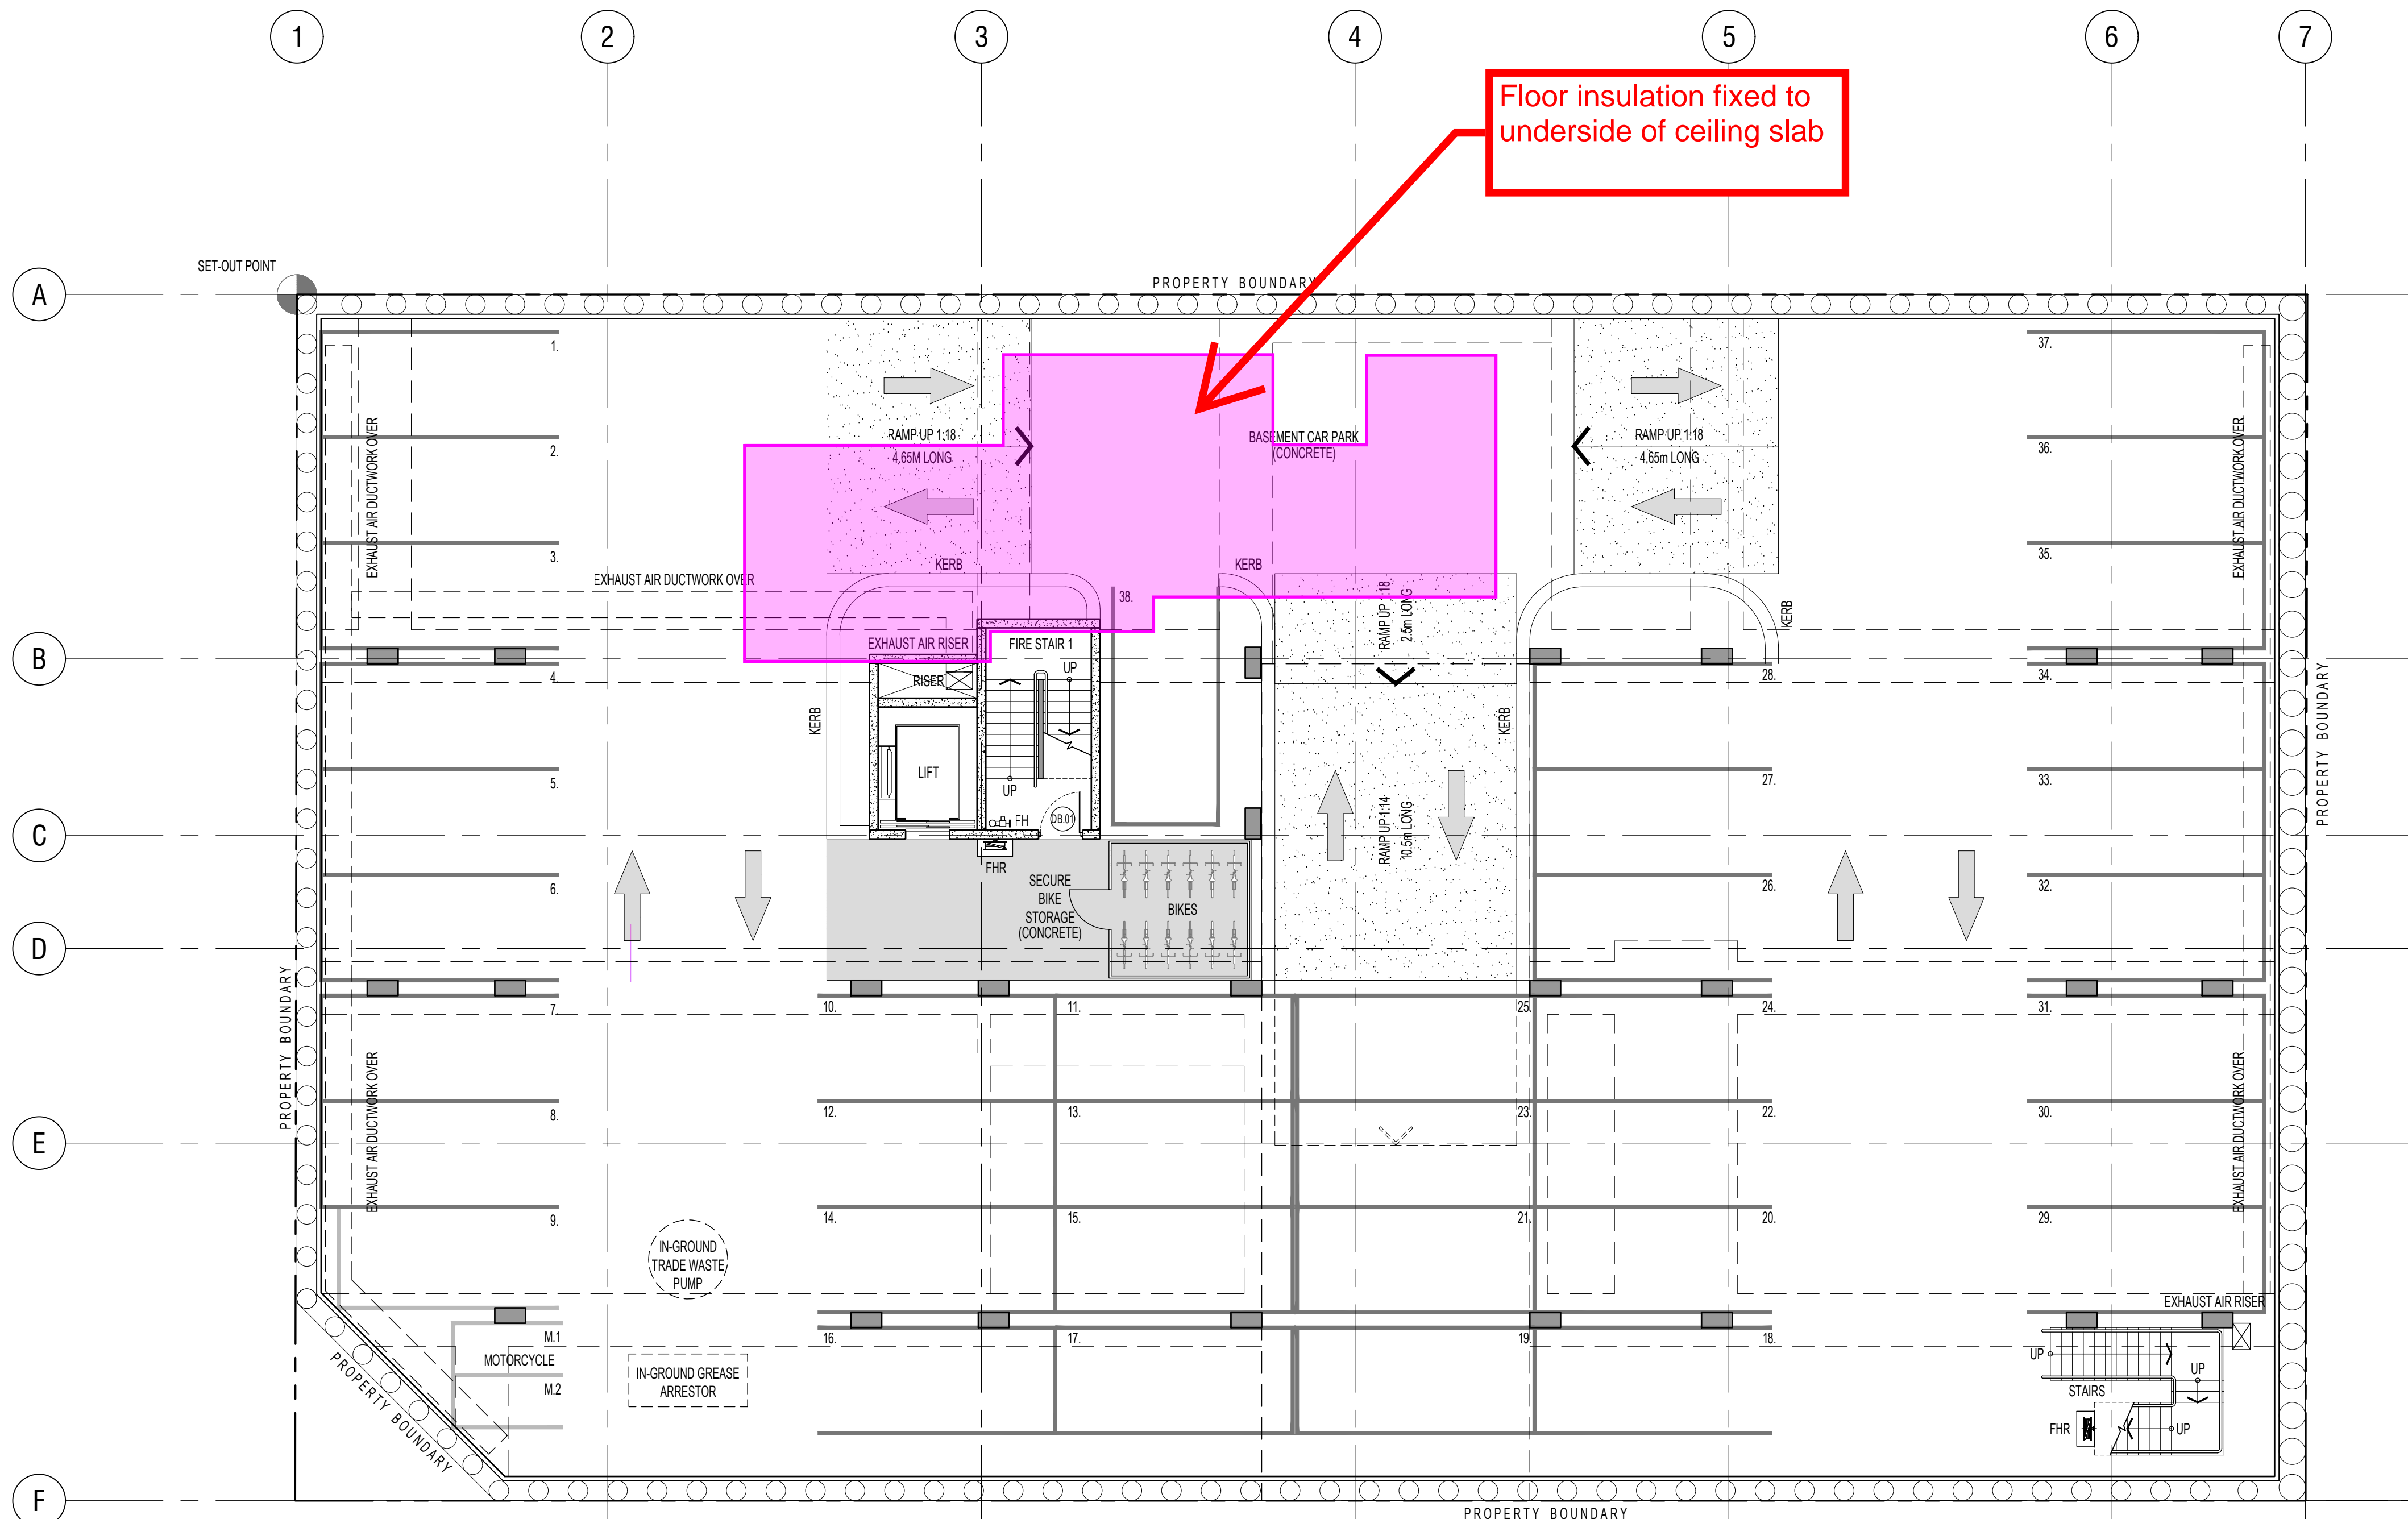 1
2
3
4
5
6
7
Floor insulation fixed to
underside of ceiling slab
SET-OUT POINT
A
PROPERTY BOUNDARY
1.
37.
EXHAUST AIR DUCTWORK OVER
RAMP UP 1:18
4.65M LONG
BASEMENT CAR PARK
(CONCRETE)
RAMP UP 1:18
4.65m LONG
EXHAUST AIR DUCTWORK OVER
2.
36.
3.
35.
EXHAUST AIR DUCTWORK OVER
KERB
KERB
38.
RAMP UP 1:18
2.5m LONG
KERB
B
EXHAUST AIR RISER
FIRE STAIR 1
UP
RISER
4.
28.
34.
KERB
KERB
PROPERTY BOUNDARY
LIFT
UP
5.
27.
33.
C
FH
DB.01
RAMP UP 1:14
10.5m LONG
FHR
SECURE
BIKE
STORAGE
(CONCRETE)
BIKES
6.
26.
32.
D
PROPERTY BOUNDARY
7.
10.
11.
25.
24.
31.
EXHAUST AIR DUCTWORK OVER
EXHAUST AIR DUCTWORK OVER
8.
12.
13.
23.
22.
30.
E
9.
14.
15.
21.
20.
29.
IN-GROUND
TRADE WASTE
PUMP
EXHAUST AIR RISER
M.1
16.
17.
19.
18.
MOTORCYCLE
M.2
IN-GROUND GREASE
ARRESTOR
UP
UP
STAIRS
FHR
UP
PROPERTY BOUNDARY
F
PROPERTY BOUNDARY